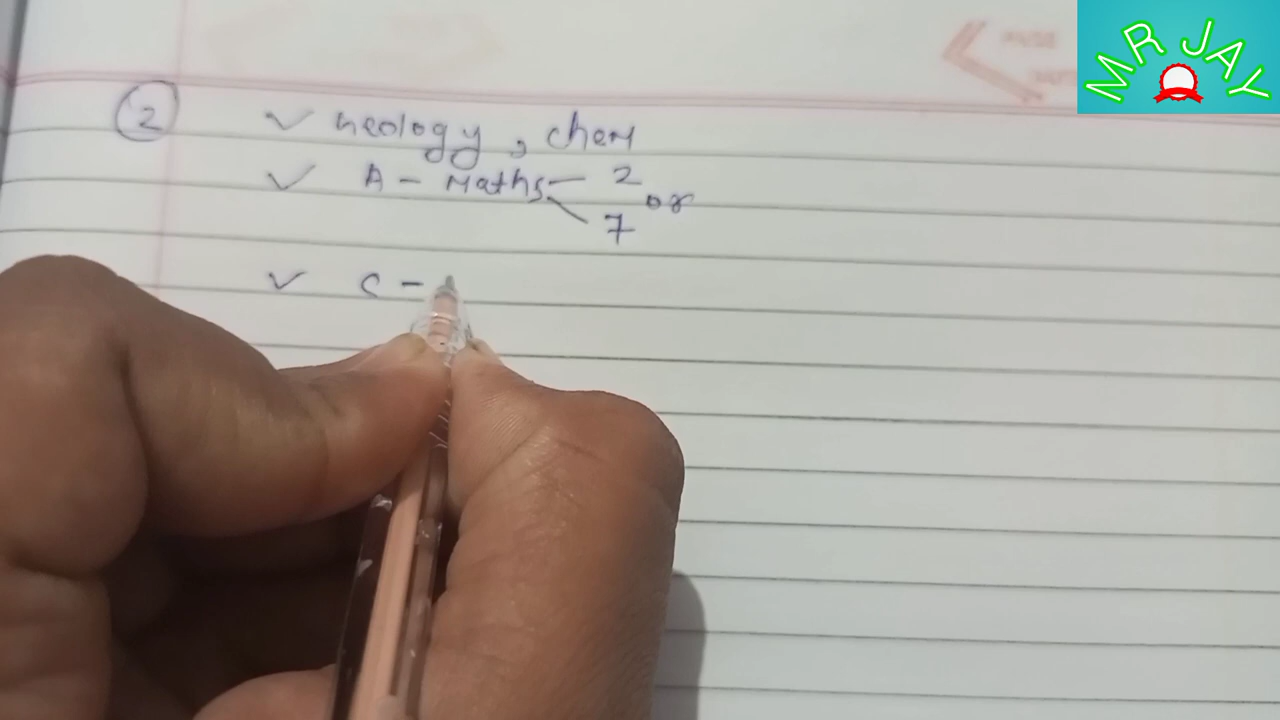 MR JAY
2 ✓ Geology, chem
✓ A - Maths - 2
or
7
✓ C -